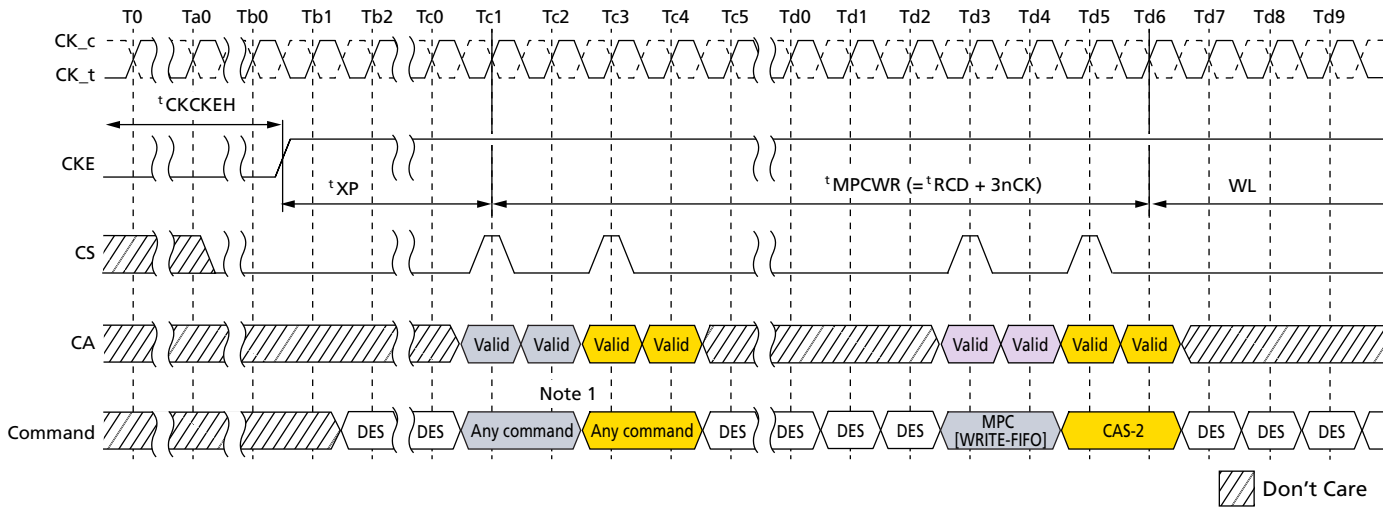 T0 Ta0 Tb0 Tb1 Tb2 Tc0 Tc1 Tc2 Tc3 Tc4 Tc5 Td0 Td1 Td2 Td3 Td4 Td5 Td6 Td7 Td8 Td9
CK_c
CK_t
tCKCKEH
CKE
tXP tMPCWR (= tRCD + 3nCK) WL
CS
CA Valid Valid Valid Valid Valid Valid Valid Valid
Note 1
Command DES DES Any command Any command DES DES DES DES MPC [WRITE-FIFO] CAS-2 DES DES DES
Don't Care